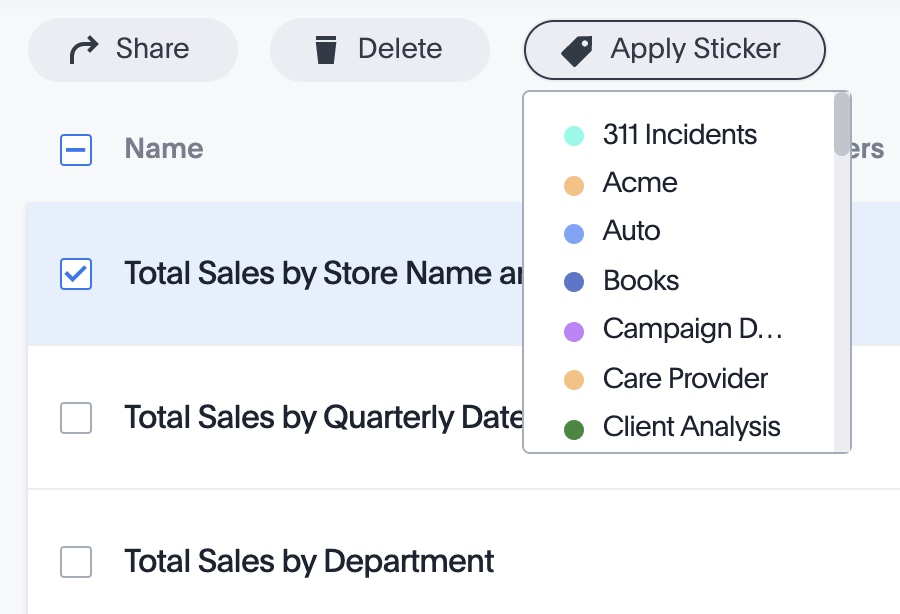 Share
Delete
Apply Sticker
Name
311 Incidents
Acme
Auto
Books
Campaign D...
Care Provider
Client Analysis
Total Sales by Store Name
Total Sales by Quarterly Date
Total Sales by Department